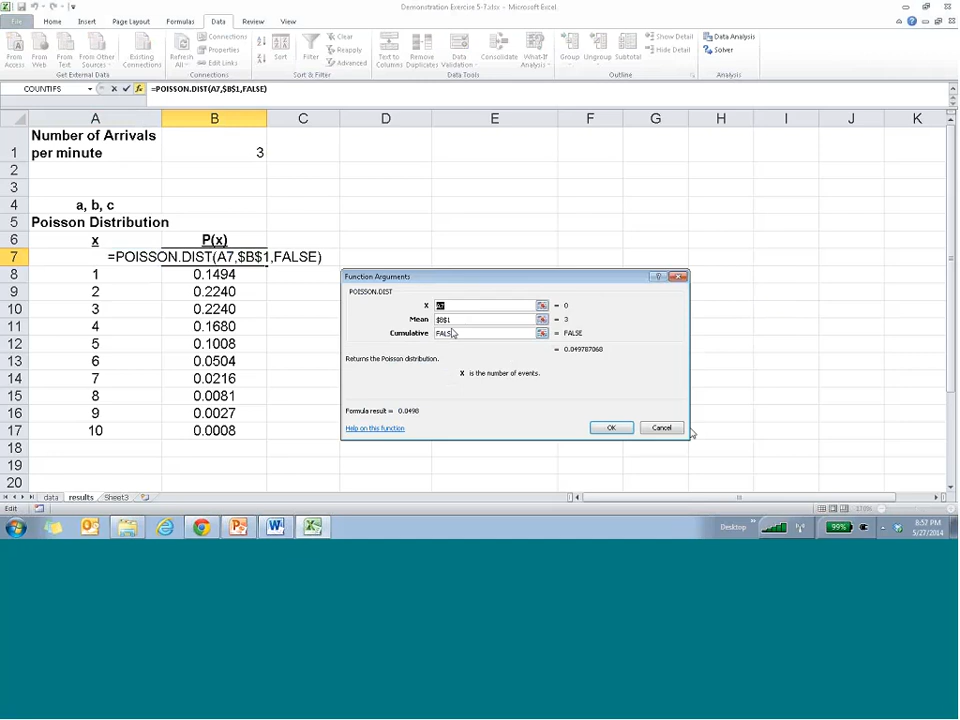 Demonstration Exercise 5-7.xlsx - Microsoft Excel
File Home Insert Page Layout Formulas Data Review View
From Access
From Web
From Text
From Other Sources
Existing Connections
Get External Data
Refresh All
Connections
Properties
Edit Links
Connections
Sort
Filter
Clear
Reapply
Advanced
Sort & Filter
Text to Columns
Remove Duplicates
Data Validation
Consolidate
What-If Analysis
Data Tools
Group
Ungroup
Subtotal
Show Detail
Hide Detail
Outline
Data Analysis
Solver
Analysis
COUNTIFS =POISSON.DIST(A7,$B$1,FALSE)
A B C D E F G H I J K
Number of Arrivals
1 per minute 3
2
3
4 a, b, c
5 Poisson Distribution
6 x P(x)
7 =POISSON.DIST(A7,$B$1,FALSE)
8 1 0.1494
9 2 0.2240
10 3 0.2240
11 4 0.1680
12 5 0.1008
13 6 0.0504
14 7 0.0216
15 8 0.0081
16 9 0.0027
17 10 0.0008
18
19
20
Function Arguments
POISSON.DIST
X A7 = 0
Mean $B$1 = 3
Cumulative FALS = FALSE
= 0.049787068
Returns the Poisson distribution.
X is the number of events.
Formula result = 0.0498
Help on this function
OK Cancel
data results Sheet3
Edit 170%
Desktop 99% 8:57 PM
5/27/2014